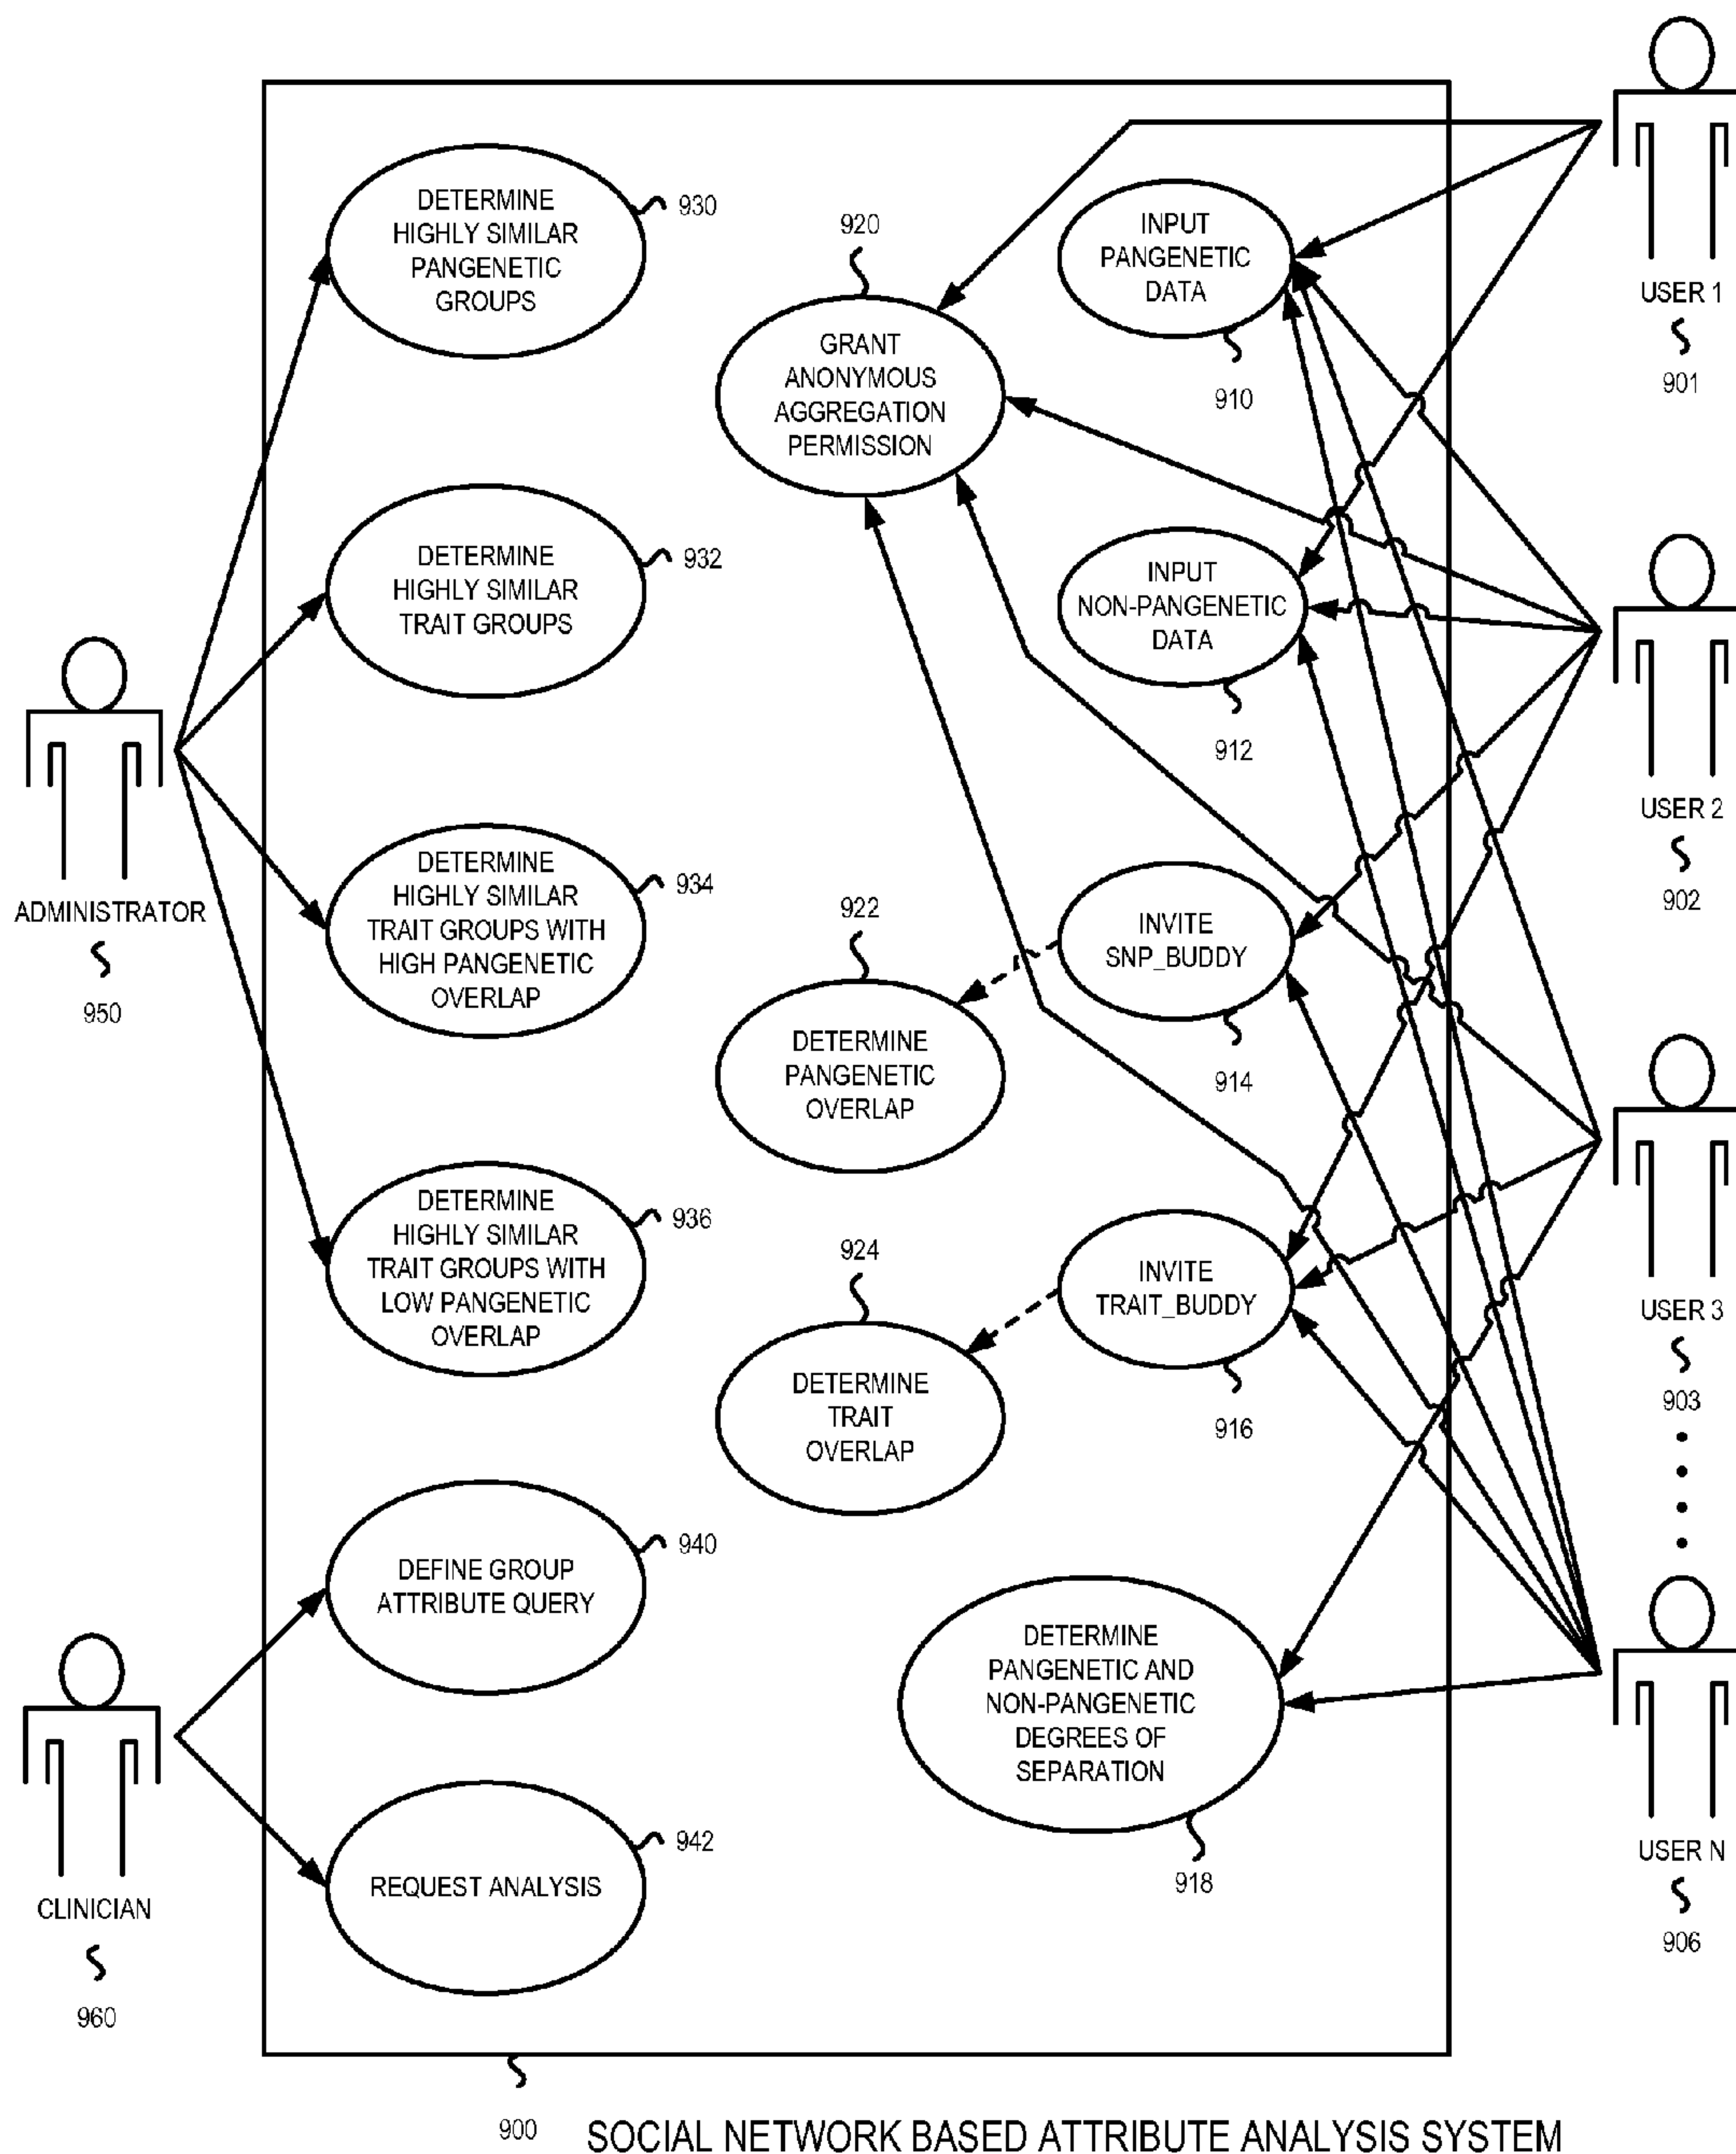 DETERMINE
HIGHLY SIMILAR
PANGENETIC
GROUPS
930
DETERMINE
HIGHLY SIMILAR
TRAIT GROUPS
932
DETERMINE
HIGHLY SIMILAR
TRAIT GROUPS WITH
HIGH PANGENETIC
OVERLAP
934
DETERMINE
HIGHLY SIMILAR
TRAIT GROUPS WITH
LOW PANGENETIC
OVERLAP
936
DEFINE GROUP
ATTRIBUTE QUERY
940
REQUEST ANALYSIS
942
ADMINISTRATOR
950
CLINICIAN
960
920
GRANT
ANONYMOUS
AGGREGATION
PERMISSION
922
DETERMINE
PANGENETIC
OVERLAP
924
DETERMINE
TRAIT
OVERLAP
INPUT
PANGENETIC
DATA
910
INPUT
NON-PANGENETIC
DATA
912
INVITE
SNP_BUDDY
914
INVITE
TRAIT_BUDDY
916
DETERMINE
PANGENETIC AND
NON-PANGENETIC
DEGREES OF
SEPARATION
918
USER 1
901
USER 2
902
USER 3
903
USER N
906
900
SOCIAL NETWORK BASED ATTRIBUTE ANALYSIS SYSTEM